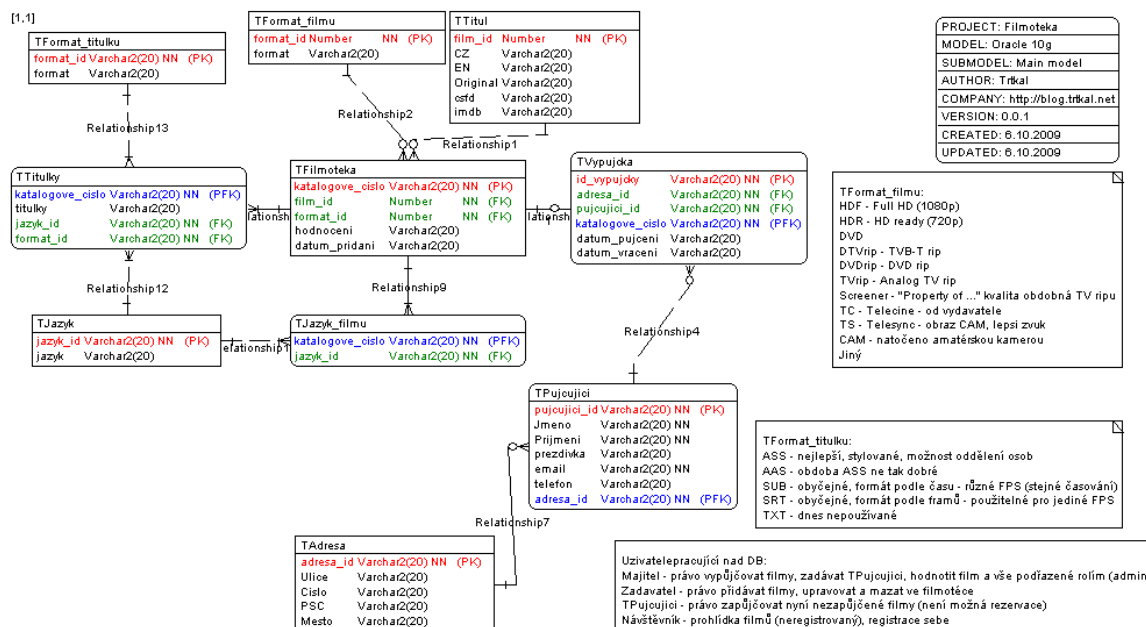 [1,1]
TFormat_titulku
format_id Varchar2(20) NN (PK)
format Varchar2(20)
TFormat_filmu
format_id Number NN (PK)
format Varchar2(20)
TTitul
film_id Number NN (PK)
CZ Varchar2(20)
EN Varchar2(20)
Original Varchar2(20)
csfd Varchar2(20)
imdb Varchar2(20)
PROJECT: Filmoteka
MODEL: Oracle 10g
SUBMODEL: Main model
AUTHOR: Trtkal
COMPANY: http://blog.trtkal.net
VERSION: 0.0.1
CREATED: 6.10.2009
UPDATED: 6.10.2009
Relationship13
Relationship2
Relationship1
TTitulky
katalogove_cislo Varchar2(20) NN (PFK)
titulky Varchar2(20)
jazyk_id Varchar2(20) NN (FK)
format_id Varchar2(20) NN (FK)
TFilmoteka
katalogove_cislo Varchar2(20) NN (PK)
film_id Number NN (FK)
format_id Number NN (FK)
hodnoceni Varchar2(20)
datum_pridani Varchar2(20)
TVypujcka
id_vypujcky Varchar2(20) NN (PK)
adresa_id Varchar2(20) NN (FK)
pujcujici_id Varchar2(20) NN (FK)
katalogove_cislo Varchar2(20) NN (PFK)
datum_pujceni Varchar2(20)
datum_vraceni Varchar2(20)
TFormat_filmu:
HDF - Full HD (1080p)
HDR - HD ready (720p)
DVD
DTVrip - TVB-T rip
DVDrip - DVD rip
TVrip - Analog TV rip
Screener - "Property of ..." kvalita obdobná TV ripu
TC - Telecine - od vydavatele
TS - Telesync - obraz CAM, lepsi zvuk
CAM - natočeno amatérskou kamerou
Jiný
Relationship12
Relationship9
Relationship4
TJazyk
jazyk_id Varchar2(20) NN (PK)
jazyk Varchar2(20)
elationship1
TJazyk_filmu
katalogove_cislo Varchar2(20) NN (PFK)
jazyk_id Varchar2(20) NN (FK)
TPujcujici
pujcujici_id Varchar2(20) NN (PK)
Jmeno Varchar2(20) NN
Prijmeni Varchar2(20) NN
prezdivka Varchar2(20)
email Varchar2(20) NN
telefon Varchar2(20)
adresa_id Varchar2(20) NN (PFK)
TFormat_titulku:
ASS - nejlepší, stylované, možnost oddělení osob
AAS - obdoba ASS ne tak dobré
SUB - obyčejné, formát podle času - různé FPS (stejné časování)
SRT - obyčejné, formát podle framů - použitelné pro jediné FPS
TXT - dnes nepoužívané
Relationship7
TAdresa
adresa_id Varchar2(20) NN (PK)
Ulice Varchar2(20)
Cislo Varchar2(20)
PSC Varchar2(20)
Mesto Varchar2(20)
Uzivatelepracující nad DB:
Majitel - právo vypůjčovat filmy, zadávat TPujcujici, hodnotit film a vše podřazené rolím (admin
Zadavatel - právo přidávat filmy, upravovat a mazat ve filmotéce
TPujcujici - právo zapůjčovat nyní nezapůjčené filmy (není možná rezervace)
Návštěvník - prohlídka filmů (neregistrovaný), registrace sebe